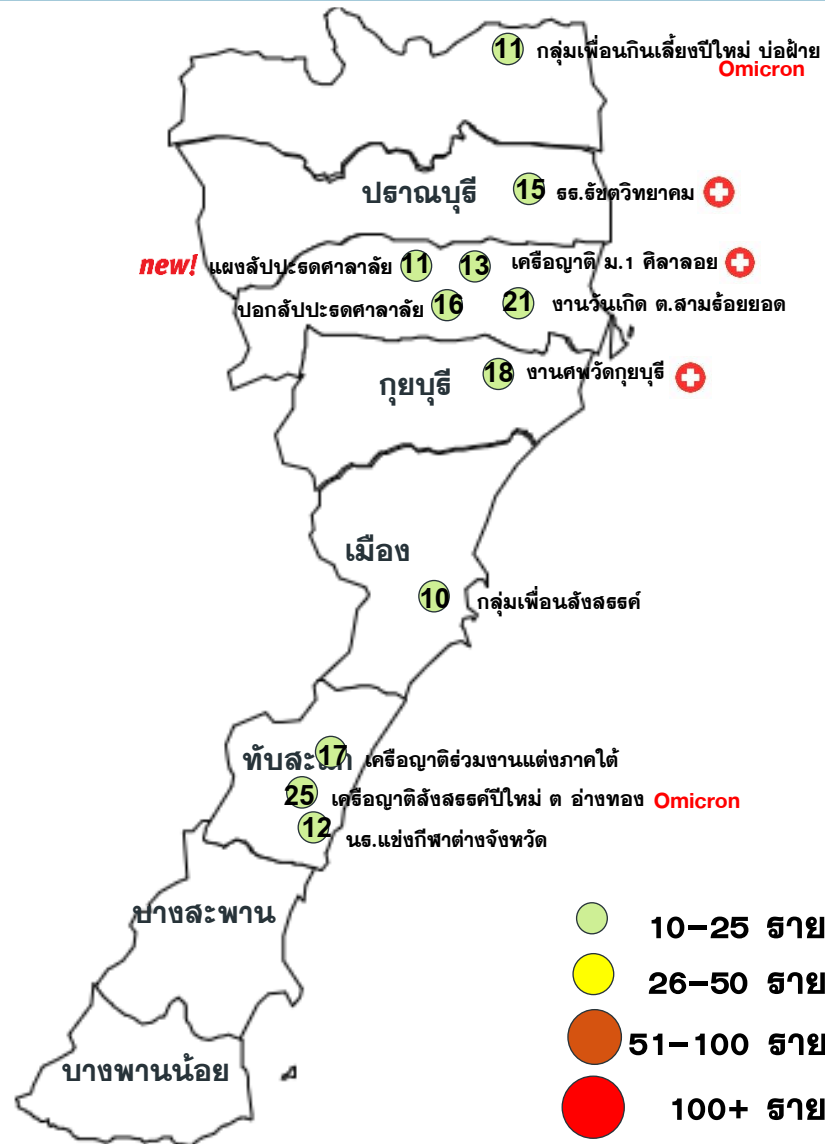 11 กลุ่มเพื่อนกินเลี้ยงปีใหม่ บ่อฝ้าย
Omicron
ปราณบุรี 15 รร.รัชตวิทยาคม
new! แผงสัปปะรดศาลาลัย 11 13 เครือญาติ ม.1 ศิลาลอย
ปอกสัปปะรดศาลาลัย 16 21 งานวันเกิด ต.สามร้อยยอด
กุยบุรี 18 งานศพวัดกุยบุรี
เมือง
10 กลุ่มเพื่อนสังสรรค์
17 เครือญาติร่วมงานแต่งภาคใต้
25 เครือญาติสังสรรค์ปีใหม่ ต อ่างทอง Omicron
12 นร.แข่งกีฬาต่างจังหวัด
บางสะพาน
บางพานน้อย
10-25 ราย
26-50 ราย
51-100 ราย
100+ ราย